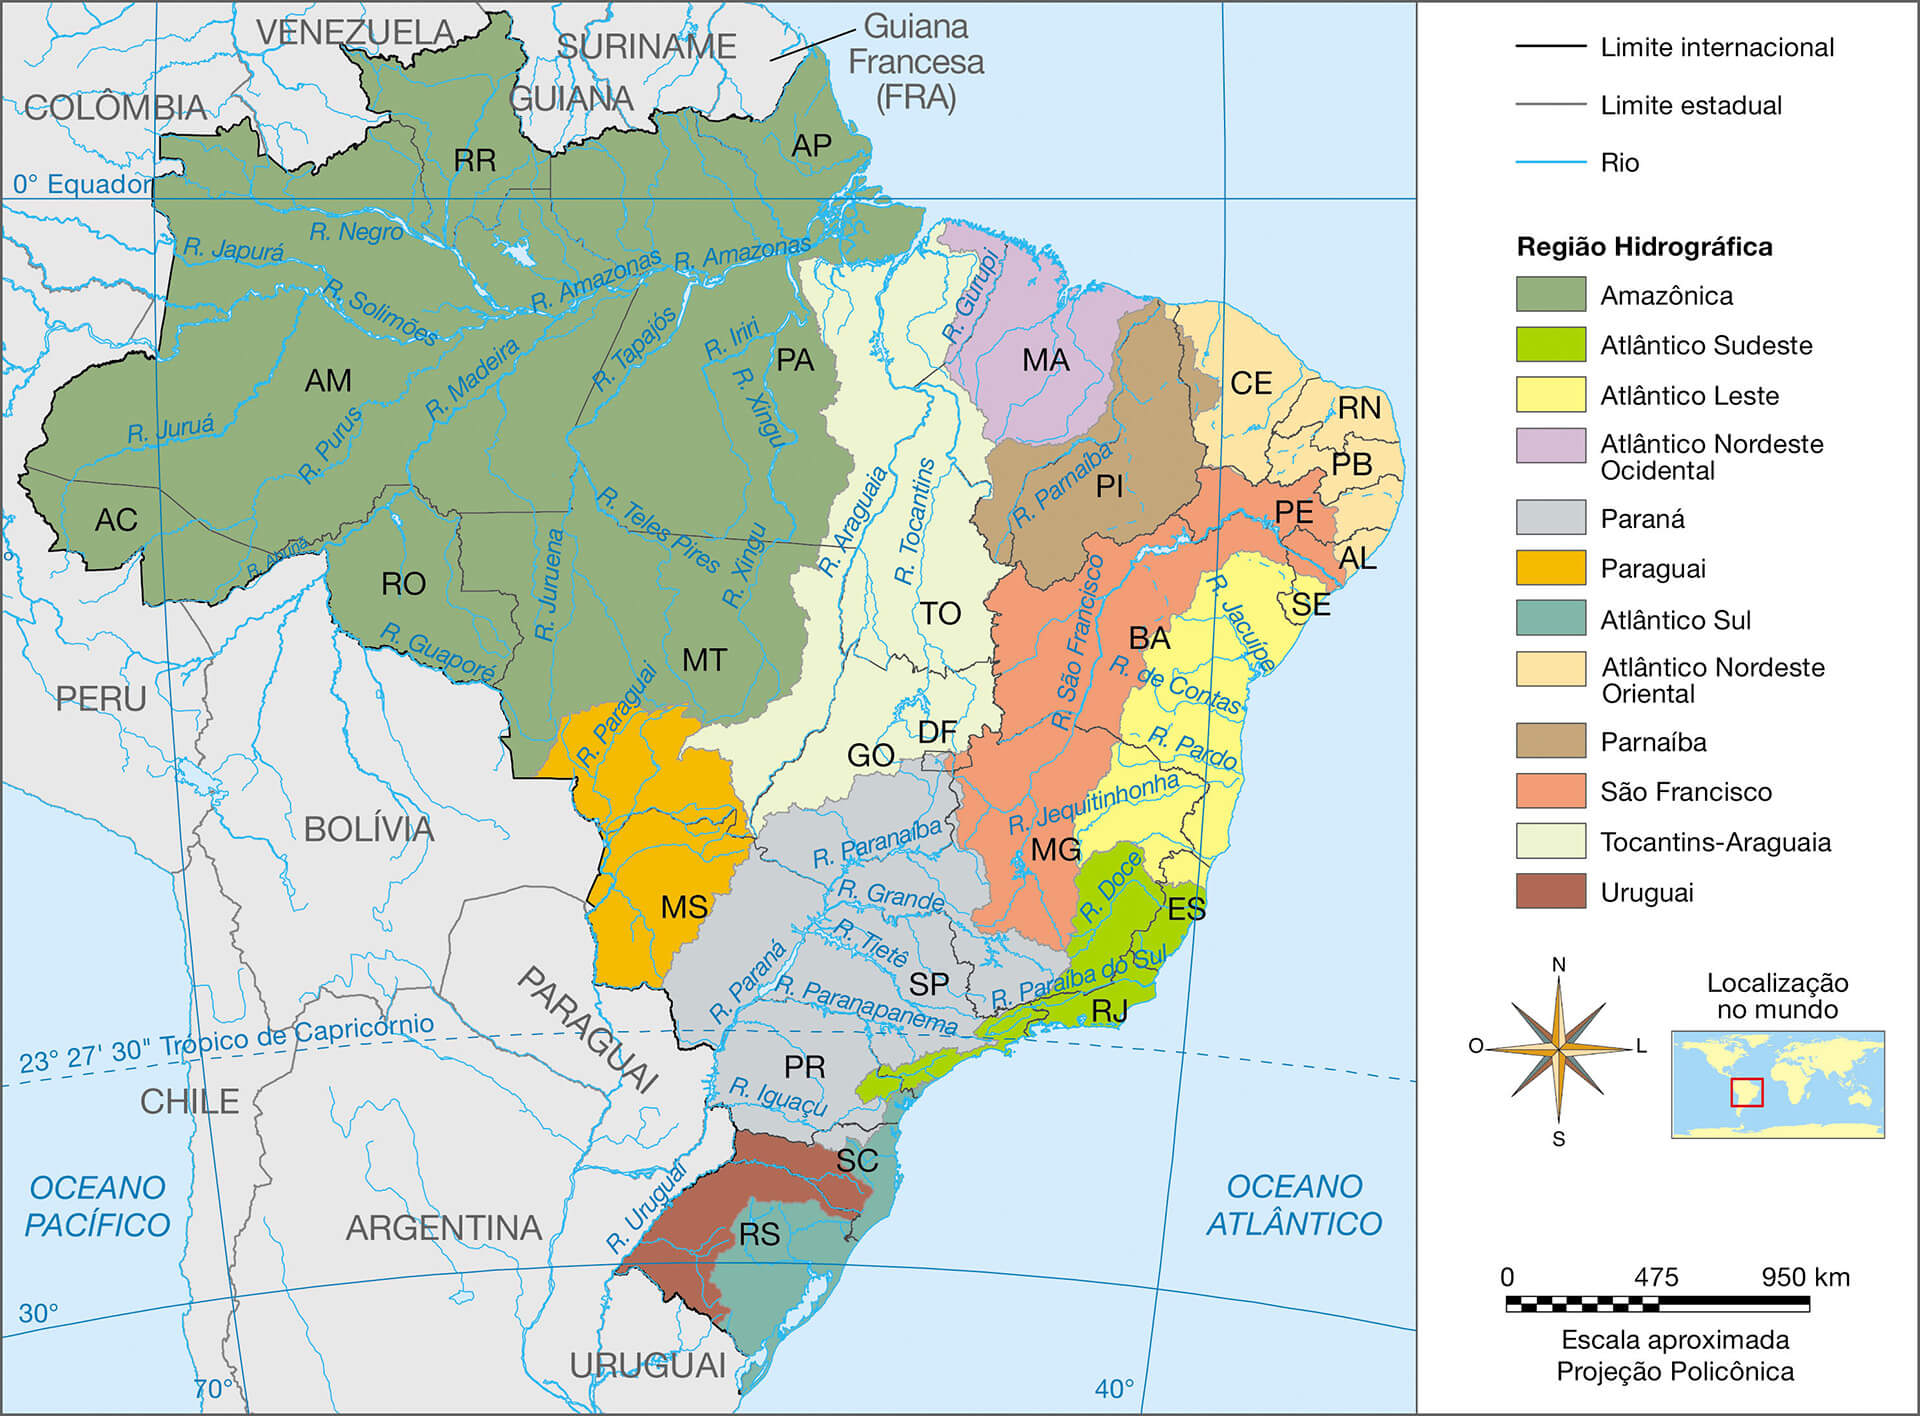 VENEZUELA
SURINAME
Guiana
Francesa
(FRA)
COLÔMBIA
GUIANA
RR
AP
0° Equador
R. Negro
R. Japurá
R. Amazonas
R. Amazonas
R. Solimões
R. Gurupi
R. Madeira
R. Tapajós
R. Iriri
PA
MA
AM
R. Xingu
CE
RN
R. Juruá
R. Purus
PB
R. Parnaíba
PI
AC
R. Teles Pires
R. Araguaia
R. Tocantins
PE
R. Abunã
R. Juruena
R. Xingu
AL
RO
TO
R. São Francisco
R. Jacuípe
SE
BA
R. Guaporé
MT
R. de Contas
PERU
R. Paraguai
DF
GO
R. Pardo
BOLÍVIA
R. Paranaíba
R. Jequitinhonha
MG
MS
R. Grande
R. Doce
ES
R. Tietê
R. Paraná
SP
R. Paraíba do Sul
R. Paranapanema
RJ
PARAGUAI
23° 27' 30" Trópico de Capricórnio
PR
CHILE
R. Iguaçu
SC
OCEANO
PACÍFICO
R. Uruguai
OCEANO
ATLÂNTICO
ARGENTINA
RS
30°
URUGUAI
70°
40°
Limite internacional
Limite estadual
Rio
Região Hidrográfica
Amazônica
Atlântico Sudeste
Atlântico Leste
Atlântico Nordeste
Ocidental
Paraná
Paraguai
Atlântico Sul
Atlântico Nordeste
Oriental
Parnaíba
São Francisco
Tocantins-Araguaia
Uruguai
N
O
L
S
Localização
no mundo
0 475 950 km
Escala aproximada
Projeção Policônica